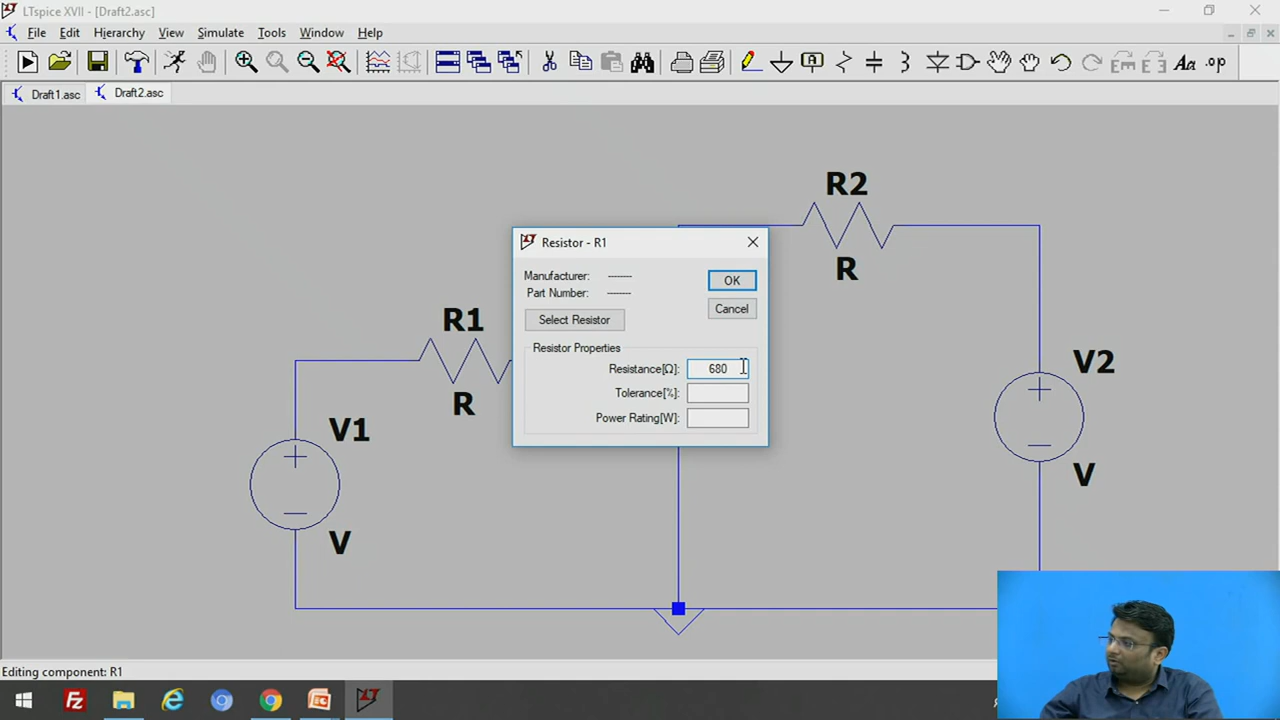 LTspice XVII - [Draft2.asc]
File Edit Hierarchy View Simulate Tools Window Help
Aa .op
Draft1.asc Draft2.asc
R2
R
Resistor - R1
Manufacturer: --------
Part Number: --------
OK
Cancel
Select Resistor
Resistor Properties
Resistance[Ω]: 680
Tolerance[%]:
Power Rating[W]:
R1
R
V1
V
V2
V
Editing component: R1